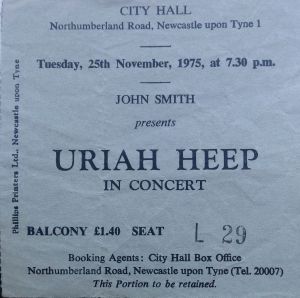 CITY HALL
Northumberland Road, Newcastle upon Tyne 1
Tuesday, 25th November, 1975, at 7.30 p.m.
JOHN SMITH
presents
URIAH HEEP
IN CONCERT
BALCONY £1.40 SEAT L 29
Booking Agents: City Hall Box Office
Northumberland Road, Newcastle upon Tyne (Tel. 20007)
This Portion to be retained.
Phillips Printers Ltd., Newcastle upon Tyne